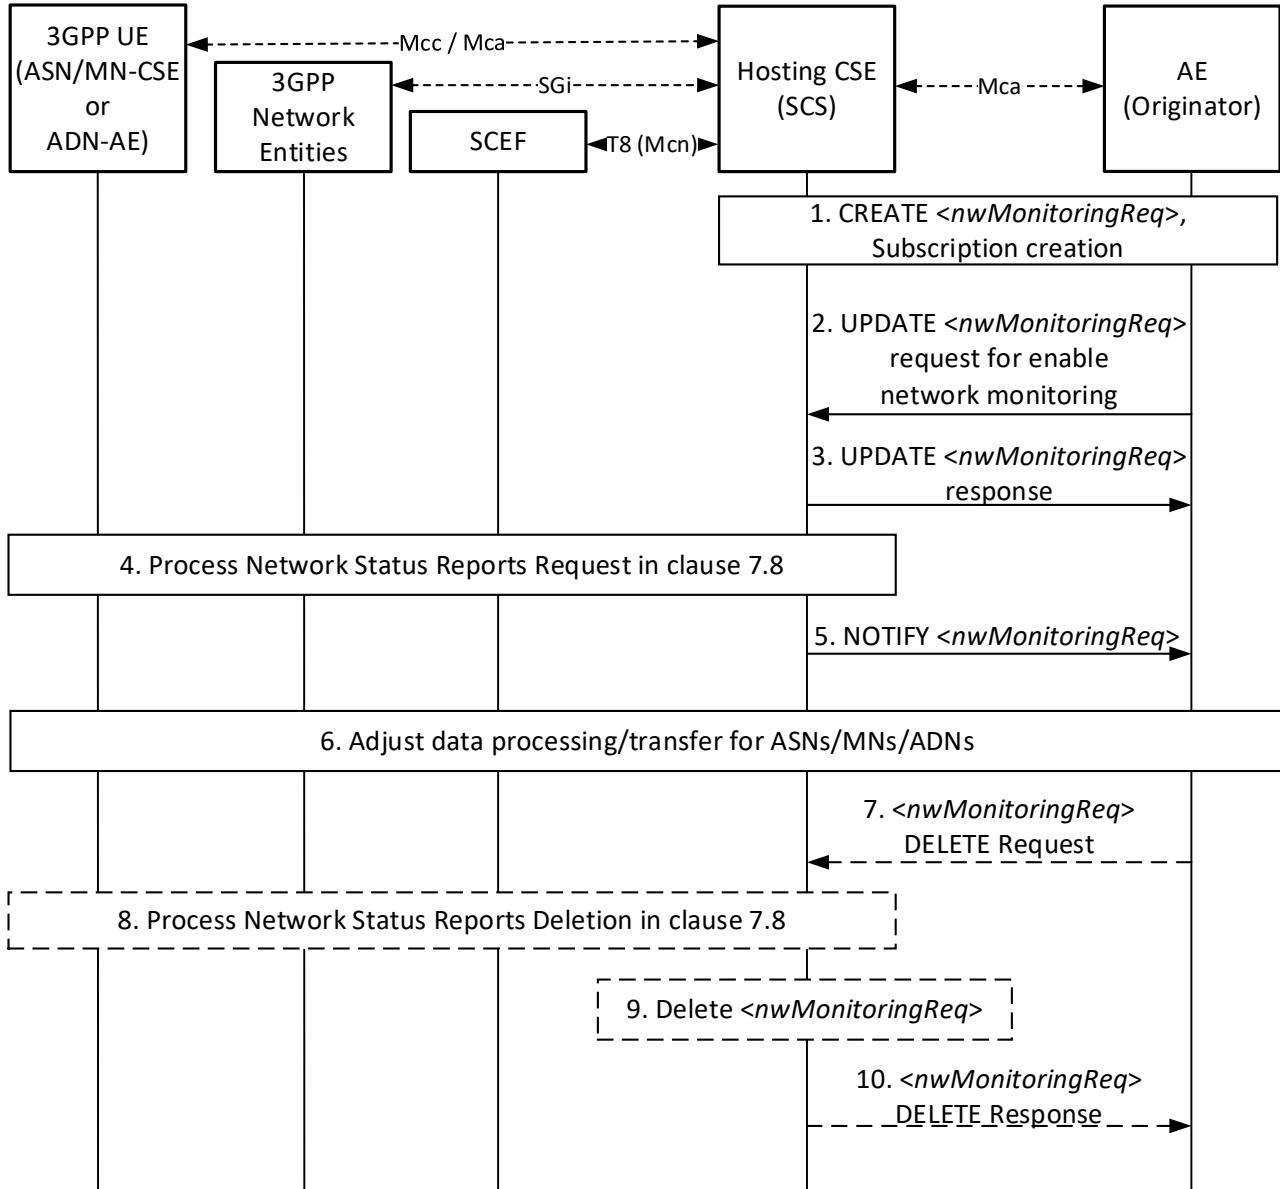 3GPP UE
(ASN/MN-CSE
or
ADN-AE)
Mcc / Mca
3GPP
Network
Entities
SGi
SCEF
T8 (Mcn)
Hosting CSE
(SCS)
Mca
AE
(Originator)
1. CREATE <nwMonitoringReq>,
Subscription creation
2. UPDATE <nwMonitoringReq>
request for enable
network monitoring
3. UPDATE <nwMonitoringReq>
response
4. Process Network Status Reports Request in clause 7.8
5. NOTIFY <nwMonitoringReq>
6. Adjust data processing/transfer for ASNs/MNs/ADNs
7. <nwMonitoringReq>
DELETE Request
8. Process Network Status Reports Deletion in clause 7.8
9. Delete <nwMonitoringReq>
10. <nwMonitoringReq>
DELETE Response